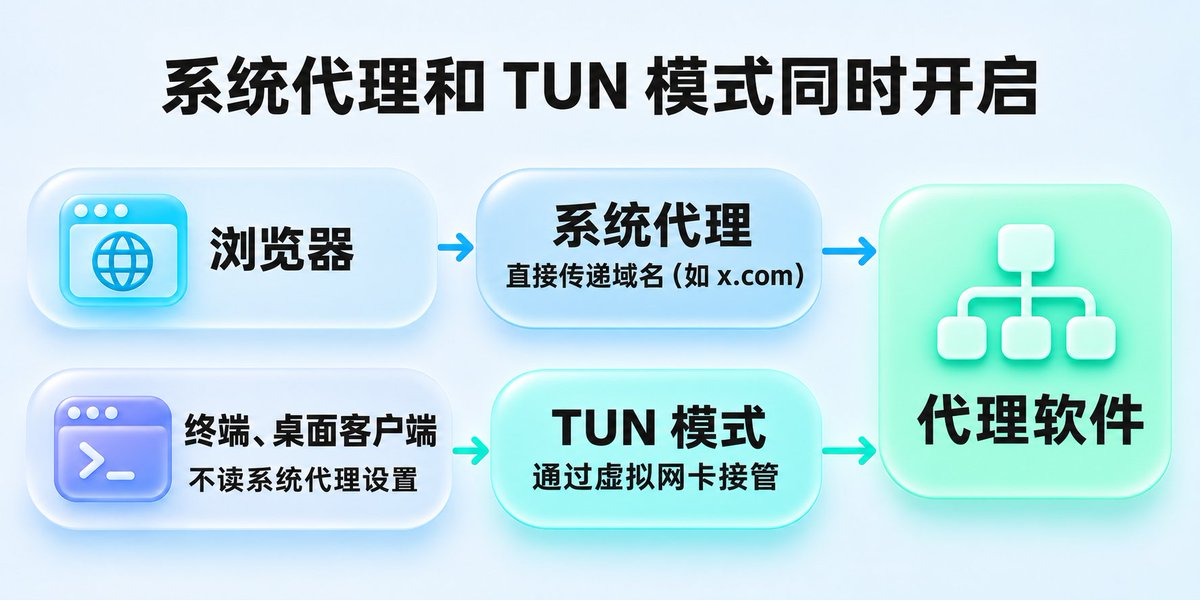 系统代理和 TUN 模式同时开启
浏览器
系统代理
直接传递域名（如 x.com）
终端、桌面客户端
不读系统代理设置
TUN 模式
通过虚拟网卡接管
代理软件